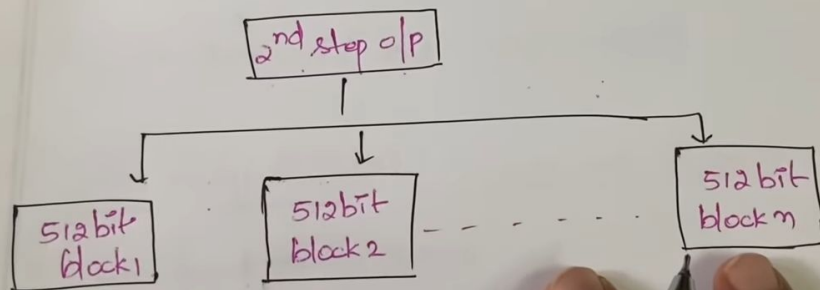 2nd step o/p
512bit
block1
512bit
block2
512bit
block n